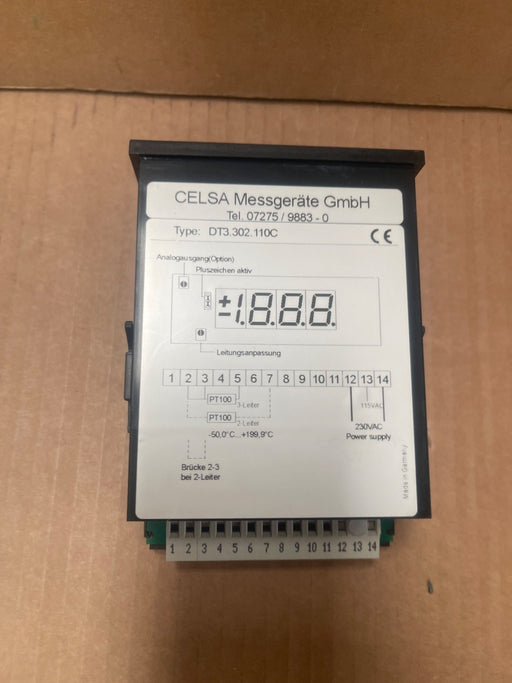 CELSA Messgeräte GmbH
Tel. 07275 / 9883 - 0
Type: DT3.302.110C
CE
Analogausgang(Option)
Pluszeichen aktiv
±1.8.8.8.
Leitungsanpassung
1 2 3 4 5 6 7 8 9 10 11 12 13 14
PT100
3-Leiter
115VAC
PT100
2-Leiter
230VAC
Power supply
-50,0°C...+199,9°C
Brücke 2-3
bei 2-Leiter
Made in Germany
1 2 3 4 5 6 7 8 9 10 11 12 13 14